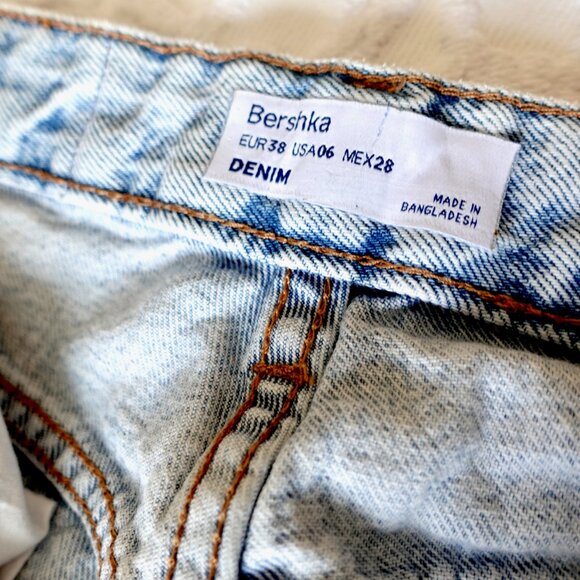 Bershka
EUR38 USA06 MEX28
DENIM
MADE IN
BANGLADESH